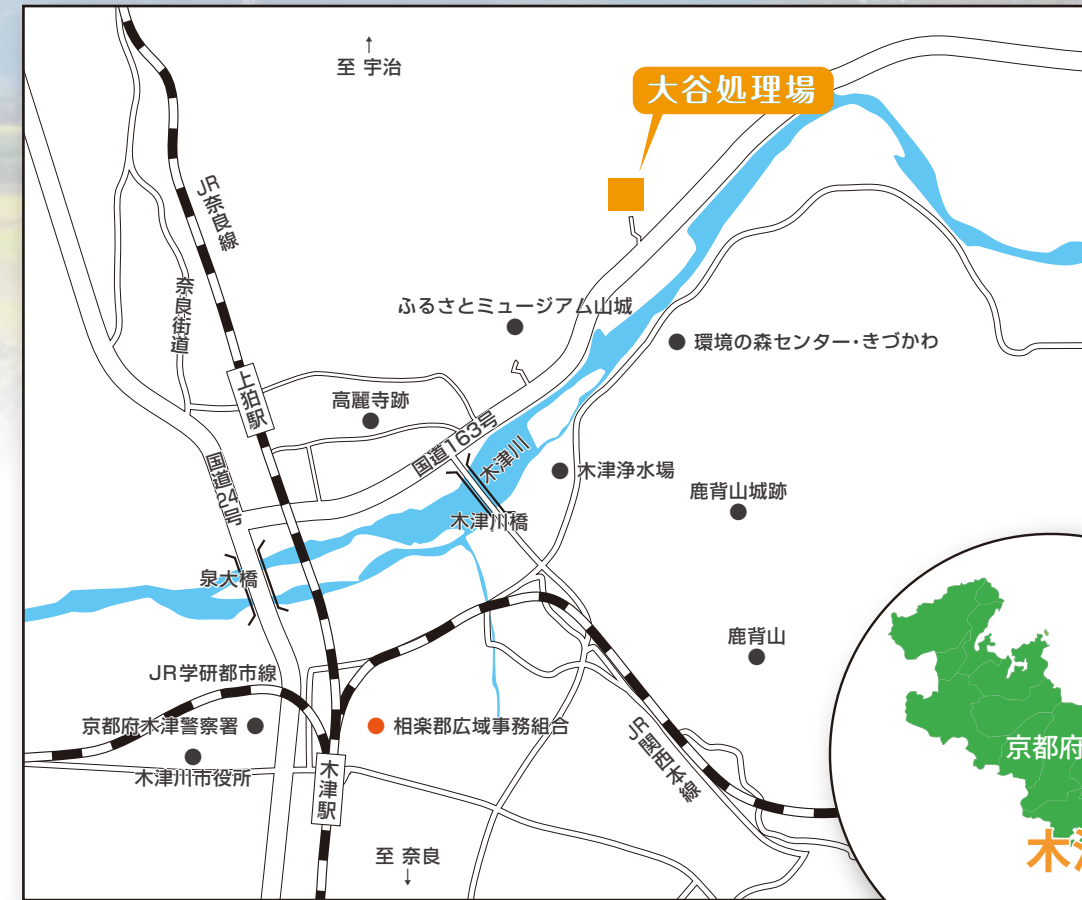 ↑
至 宇治
大谷処理場
JR奈良線
奈良街道
ふるさとミュージアム山城
環境の森センター・きづかわ
上狛駅
高麗寺跡
国道163号
木津川
国道24号
木津浄水場
鹿背山城跡
木津川橋
泉大橋
鹿背山
JR学研都市線
京都府木津警察署
相楽郡広域事務組合
木津川市役所
JR関西本線
木津駅
京都府
至 奈良
↓
木